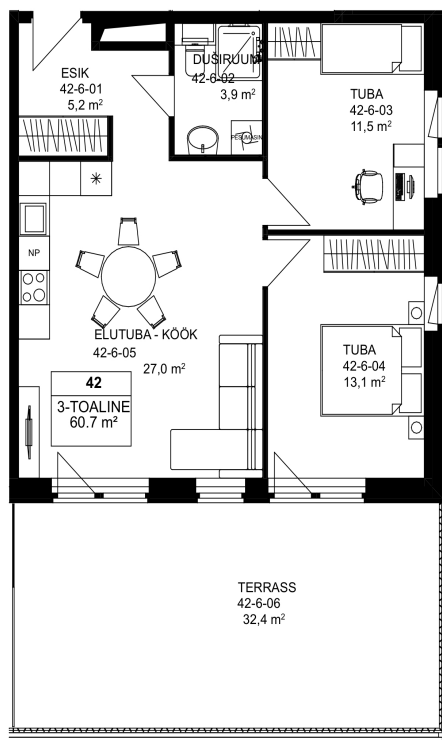 ESIK
42-6-01
5,2 m²
DUŠIRUUM
42-6-02
3,9 m²
PESUMASIN
TUBA
42-6-03
11,5 m²
NP
ELUTUBA - KÖÖK
42-6-05
27,0 m²
TUBA
42-6-04
13,1 m²
42
3-TOALINE
60.7 m²
TERRASS
42-6-06
32,4 m²